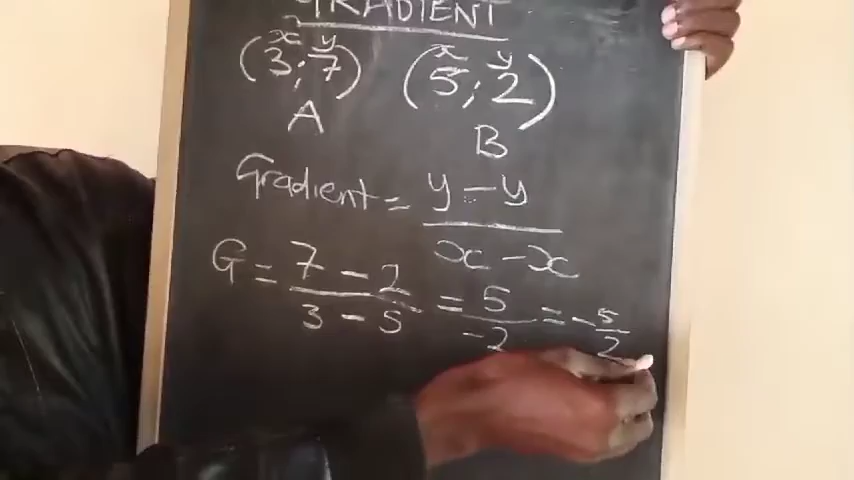 GRADIENT
x y x y
(3;7) (5;2)
A B
Gradient = y-y / x-x
G = 7-2 / 3-5 = 5 / -2 = -5/2